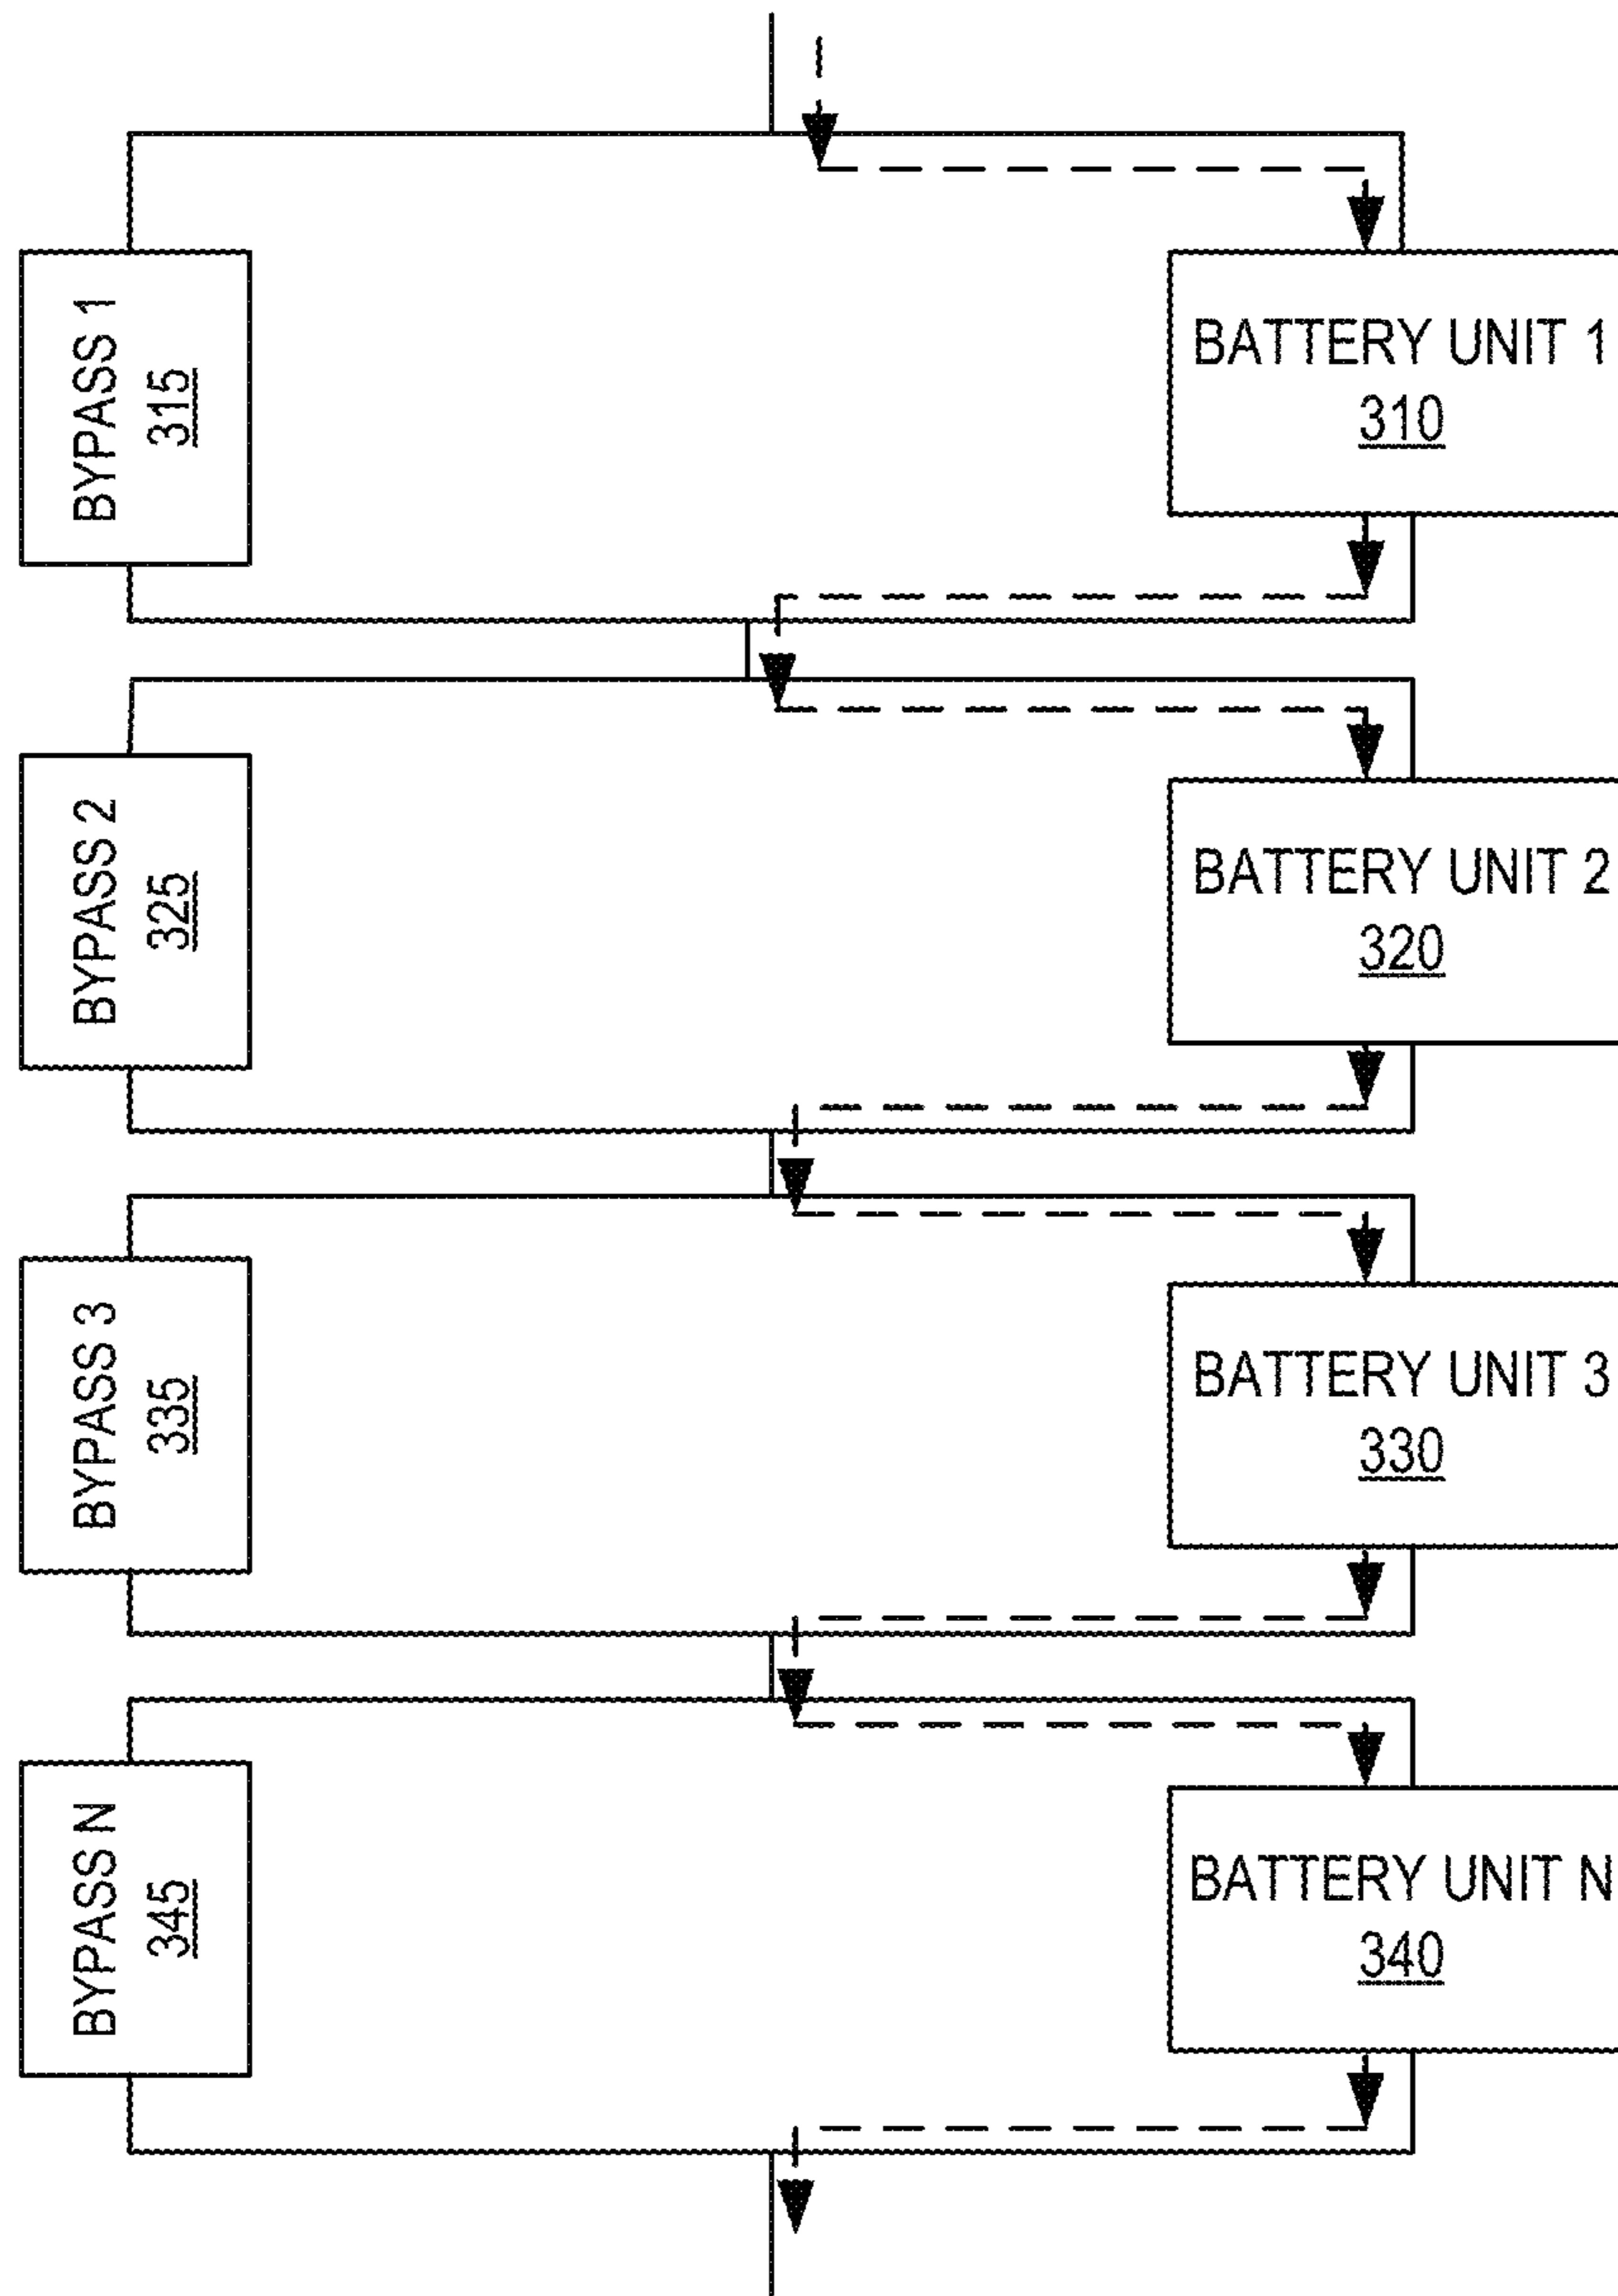 BYPASS 1
315
BATTERY UNIT 1
310
BYPASS 2
325
BATTERY UNIT 2
320
BYPASS 3
335
BATTERY UNIT 3
330
BYPASS N
345
BATTERY UNIT N
340